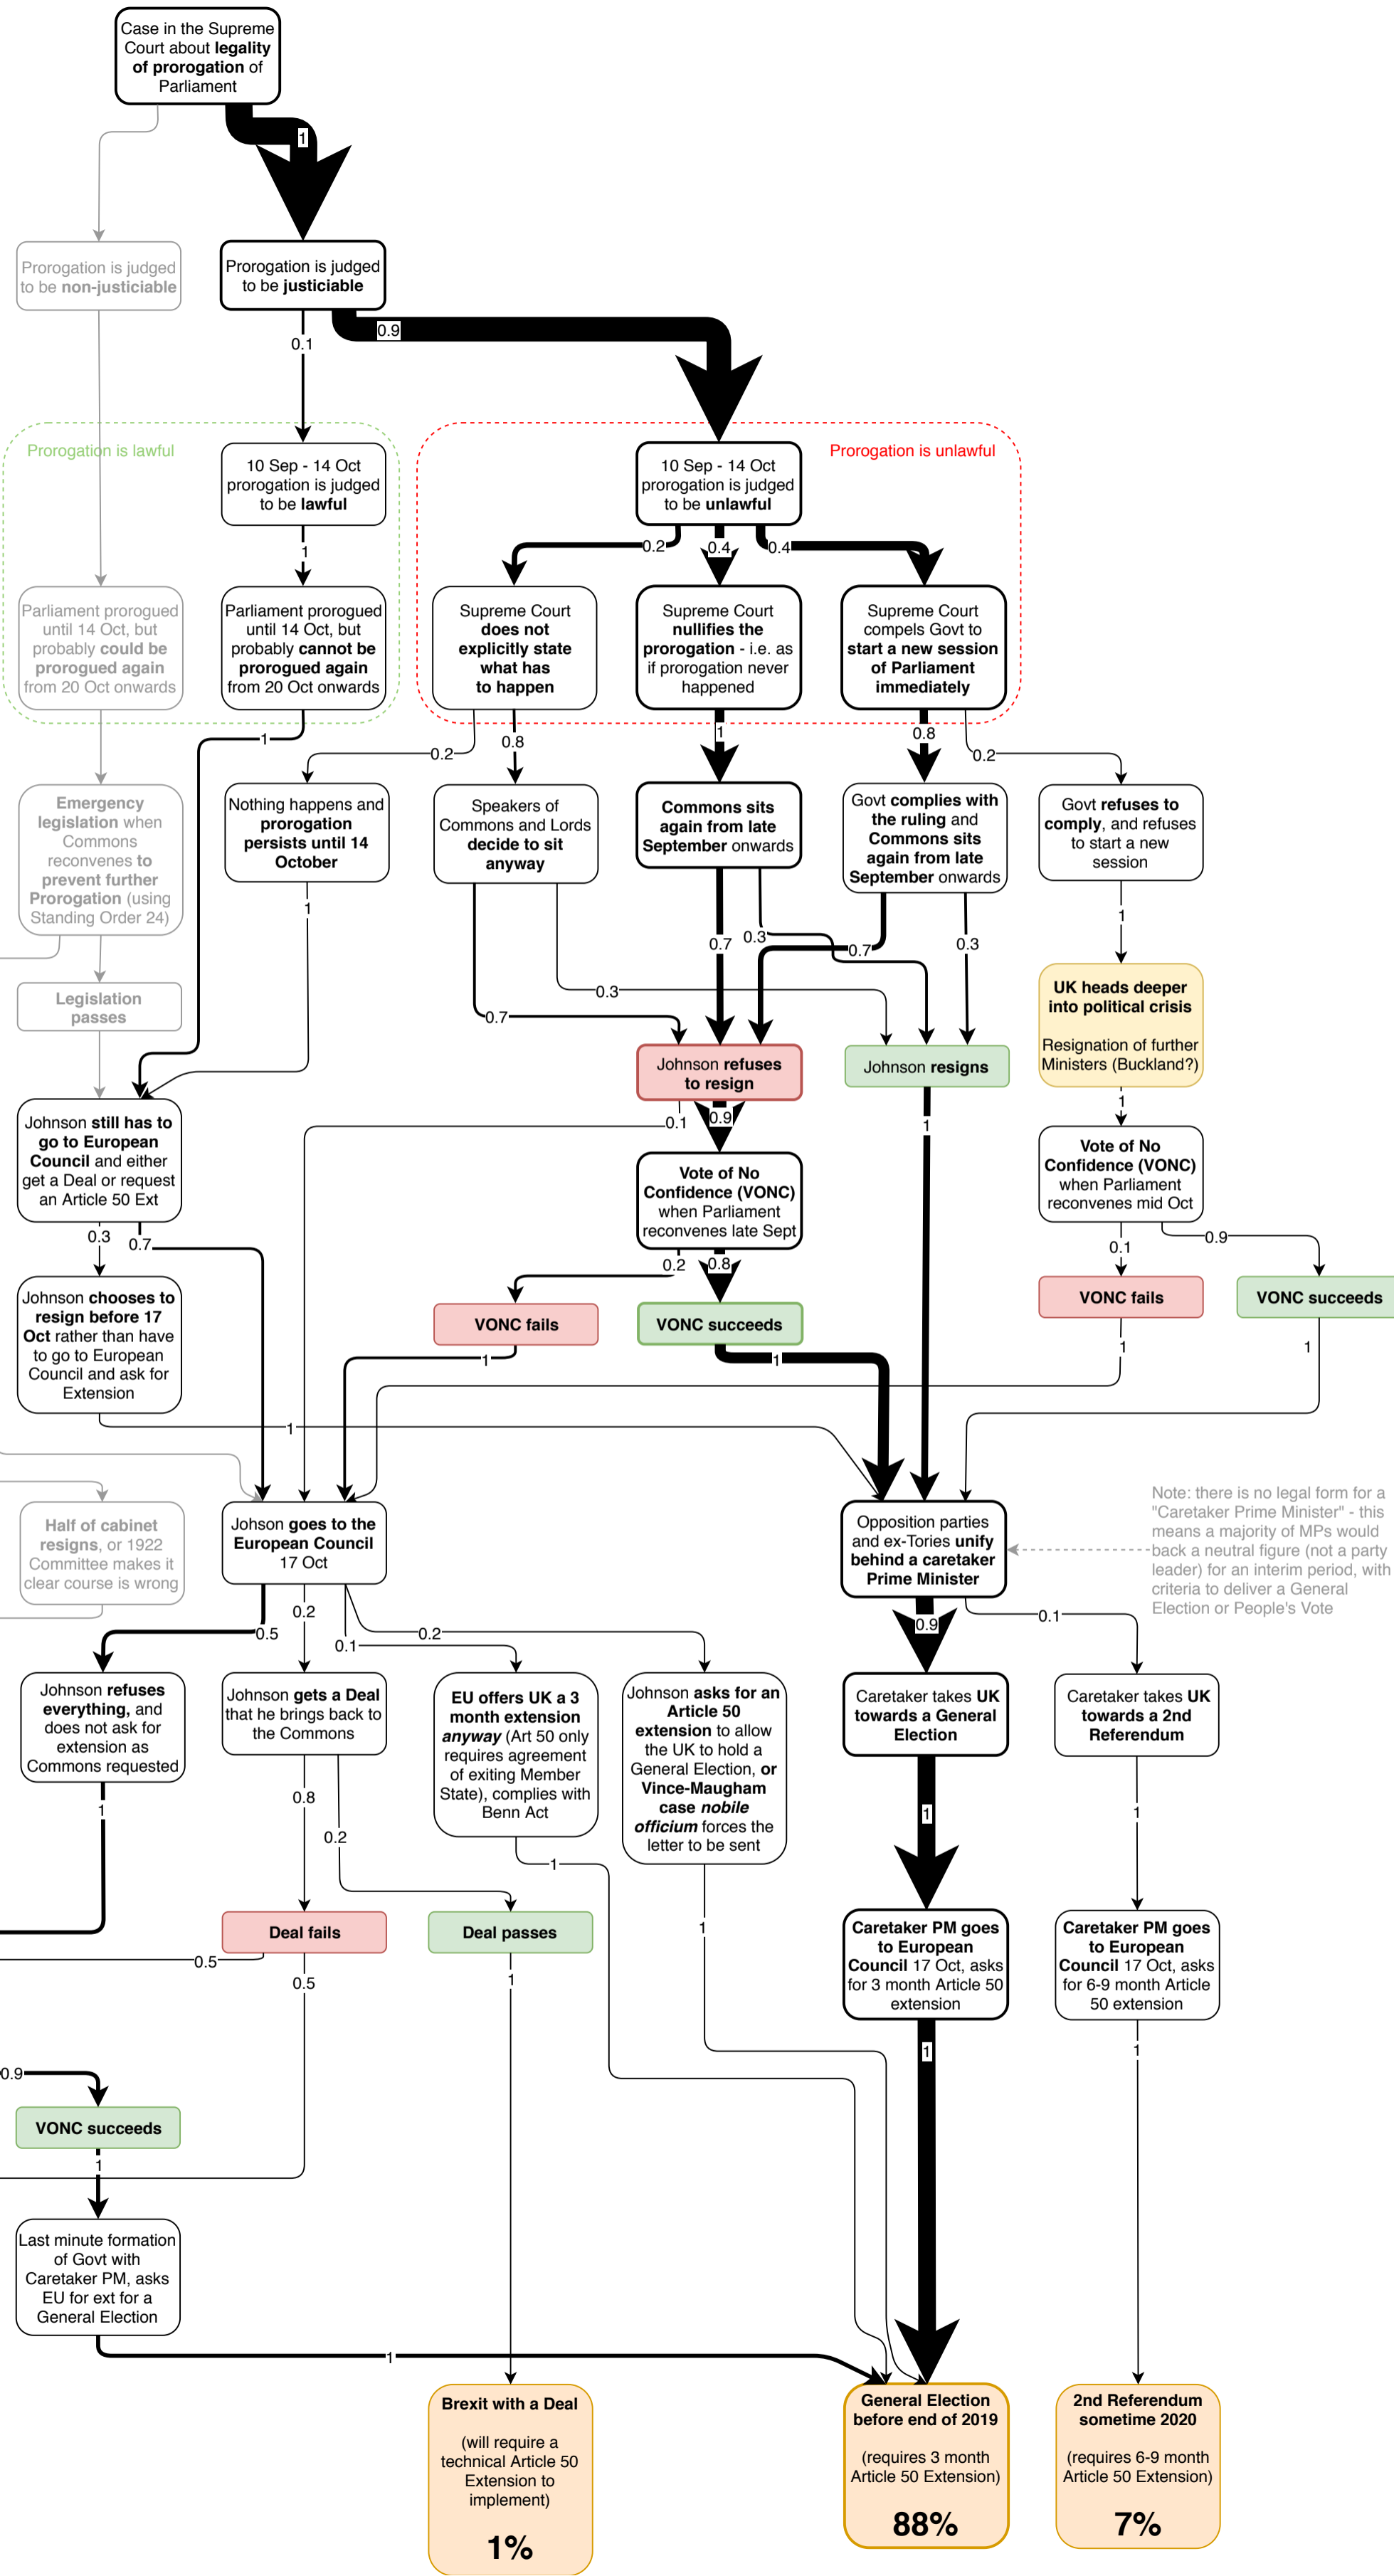 Case in the Supreme
Court about legality
of prorogation of
Parliament
1
Prorogation is judged
to be non-justiciable
Prorogation is judged
to be justiciable
0.1
0.9
Prorogation is lawful
10 Sep - 14 Oct
prorogation is judged
to be lawful
10 Sep - 14 Oct
prorogation is judged
to be unlawful
Prorogation is unlawful
1
0.2
0.4
0.4
Parliament prorogued
until 14 Oct, but
probably could be
prorogued again
from 20 Oct onwards
Parliament prorogued
until 14 Oct, but
probably cannot be
prorogued again
from 20 Oct onwards
Supreme Court
does not
explicitly state
what has
to happen
Supreme Court
nullifies the
prorogation - i.e. as
if prorogation never
happened
Supreme Court
compels Govt to
start a new session
of Parliament
immediately
1
0.2
0.8
1
0.8
0.2
Emergency
legislation when
Commons
reconvenes to
prevent further
Prorogation (using
Standing Order 24)
Nothing happens and
prorogation
persists until 14
October
Speakers of
Commons and Lords
decide to sit
anyway
Commons sits
again from late
September onwards
Govt complies with
the ruling and
Commons sits
again from late
September onwards
Govt refuses to
comply, and refuses
to start a new
session
1
0.7
0.3
0.7
0.3
1
0.3
0.7
Legislation
passes
UK heads deeper
into political crisis
Resignation of further
Ministers (Buckland?)
Johnson refuses
to resign
Johnson resigns
0.1
0.9
1
1
Johnson still has to
go to European
Council and either
get a Deal or request
an Article 50 Ext
Vote of No
Confidence (VONC)
when Parliament
reconvenes late Sept
Vote of No
Confidence (VONC)
when Parliament
reconvenes mid Oct
0.3
0.7
0.2
0.8
0.1
0.9
Johnson chooses to
resign before 17
Oct rather than have
to go to European
Council and ask for
Extension
VONC fails
VONC succeeds
VONC fails
VONC succeeds
1
1
1
1
1
Half of cabinet
resigns, or 1922
Committee makes it
clear course is wrong
Johson goes to the
European Council
17 Oct
Opposition parties
and ex-Tories unify
behind a caretaker
Prime Minister
Note: there is no legal form for a
"Caretaker Prime Minister" - this
means a majority of MPs would
back a neutral figure (not a party
leader) for an interim period, with
criteria to deliver a General
Election or People's Vote
0.5
0.2
0.1
0.2
0.9
0.1
Johnson refuses
everything, and
does not ask for
extension as
Commons requested
Johnson gets a Deal
that he brings back to
the Commons
EU offers UK a 3
month extension
anyway (Art 50 only
requires agreement
of exiting Member
State), complies with
Benn Act
Johnson asks for an
Article 50
extension to allow
the UK to hold a
General Election, or
Vince-Maugham
case nobile
officium forces the
letter to be sent
Caretaker takes UK
towards a General
Election
Caretaker takes UK
towards a 2nd
Referendum
1
0.8
0.2
1
1
1
1
Deal fails
Deal passes
Caretaker PM goes
to European
Council 17 Oct, asks
for 3 month Article 50
extension
Caretaker PM goes
to European
Council 17 Oct, asks
for 6-9 month Article
50 extension
0.5
0.5
1
1
1
0.9
VONC succeeds
1
Last minute formation
of Govt with
Caretaker PM, asks
EU for ext for a
General Election
1
Brexit with a Deal
(will require a
technical Article 50
Extension to
implement)
1%
General Election
before end of 2019
(requires 3 month
Article 50 Extension)
88%
2nd Referendum
sometime 2020
(requires 6-9 month
Article 50 Extension)
7%